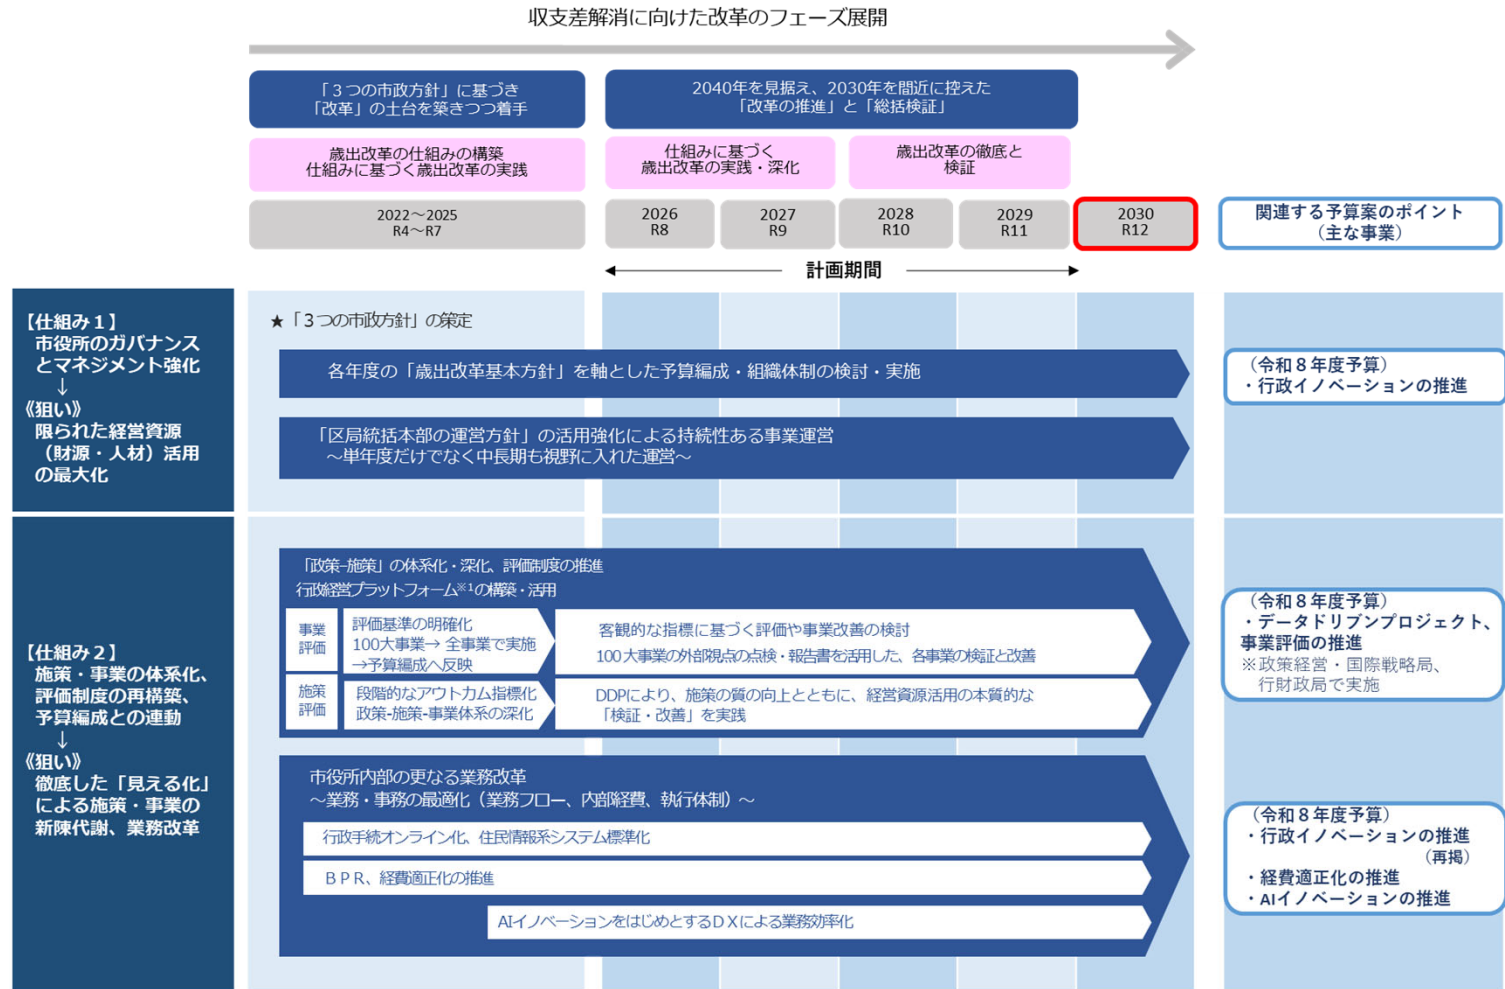 収支差解消に向けた改革のフェーズ展開
「３つの市政方針」に基づき
「改革」の土台を築きつつ着手
2040年を見据え、2030年を間近に控えた
「改革の推進」と「総括検証」
歳出改革の仕組みの構築
仕組みに基づく歳出改革の実践
仕組みに基づく
歳出改革の実践・深化
歳出改革の徹底と
検証
2022～2025
R4～R7
2026
R8
2027
R9
2028
R10
2029
R11
2030
R12
関連する予算案のポイント
（主な事業）
計画期間
【仕組み１】
市役所のガバナンス
とマネジメント強化
↓
《狙い》
限られた経営資源
（財源・人材）活用
の最大化
★「３つの市政方針」の策定
各年度の「歳出改革基本方針」を軸とした予算編成・組織体制の検討・実施
「区局統括本部の運営方針」の活用強化による持続性ある事業運営
～単年度だけでなく中長期も視野に入れた運営～
（令和８年度予算）
・行政イノベーションの推進
【仕組み２】
施策・事業の体系化、
評価制度の再構築、
予算編成との連動
↓
《狙い》
徹底した「見える化」
による施策・事業の
新陳代謝、業務改革
「政策–施策」の体系化・深化、評価制度の推進
行政経営プラットフォーム※1の構築・活用
事業
評価
評価基準の明確化
100大事業→ 全事業で実施
→予算編成へ反映
客観的な指標に基づく評価や事業改善の検討
100大事業の外部視点の点検・報告書を活用した、各事業の検証と改善
施策
評価
段階的なアウトカム指標化
政策-施策-事業体系の深化
DDPにより、施策の質の向上とともに、経営資源活用の本質的な
「検証・改善」を実践
（令和８年度予算）
・データドリブンプロジェクト、
事業評価の推進
※政策経営・国際戦略局、
行財政局で実施
市役所内部の更なる業務改革
～業務・事務の最適化（業務フロー、内部経費、執行体制）～
行政手続オンライン化、住民情報系システム標準化
ＢＰＲ、経費適正化の推進
AIイノベーションをはじめとするＤＸによる業務効率化
（令和８年度予算）
・行政イノベーションの推進
（再掲）
・経費適正化の推進
・AIイノベーションの推進